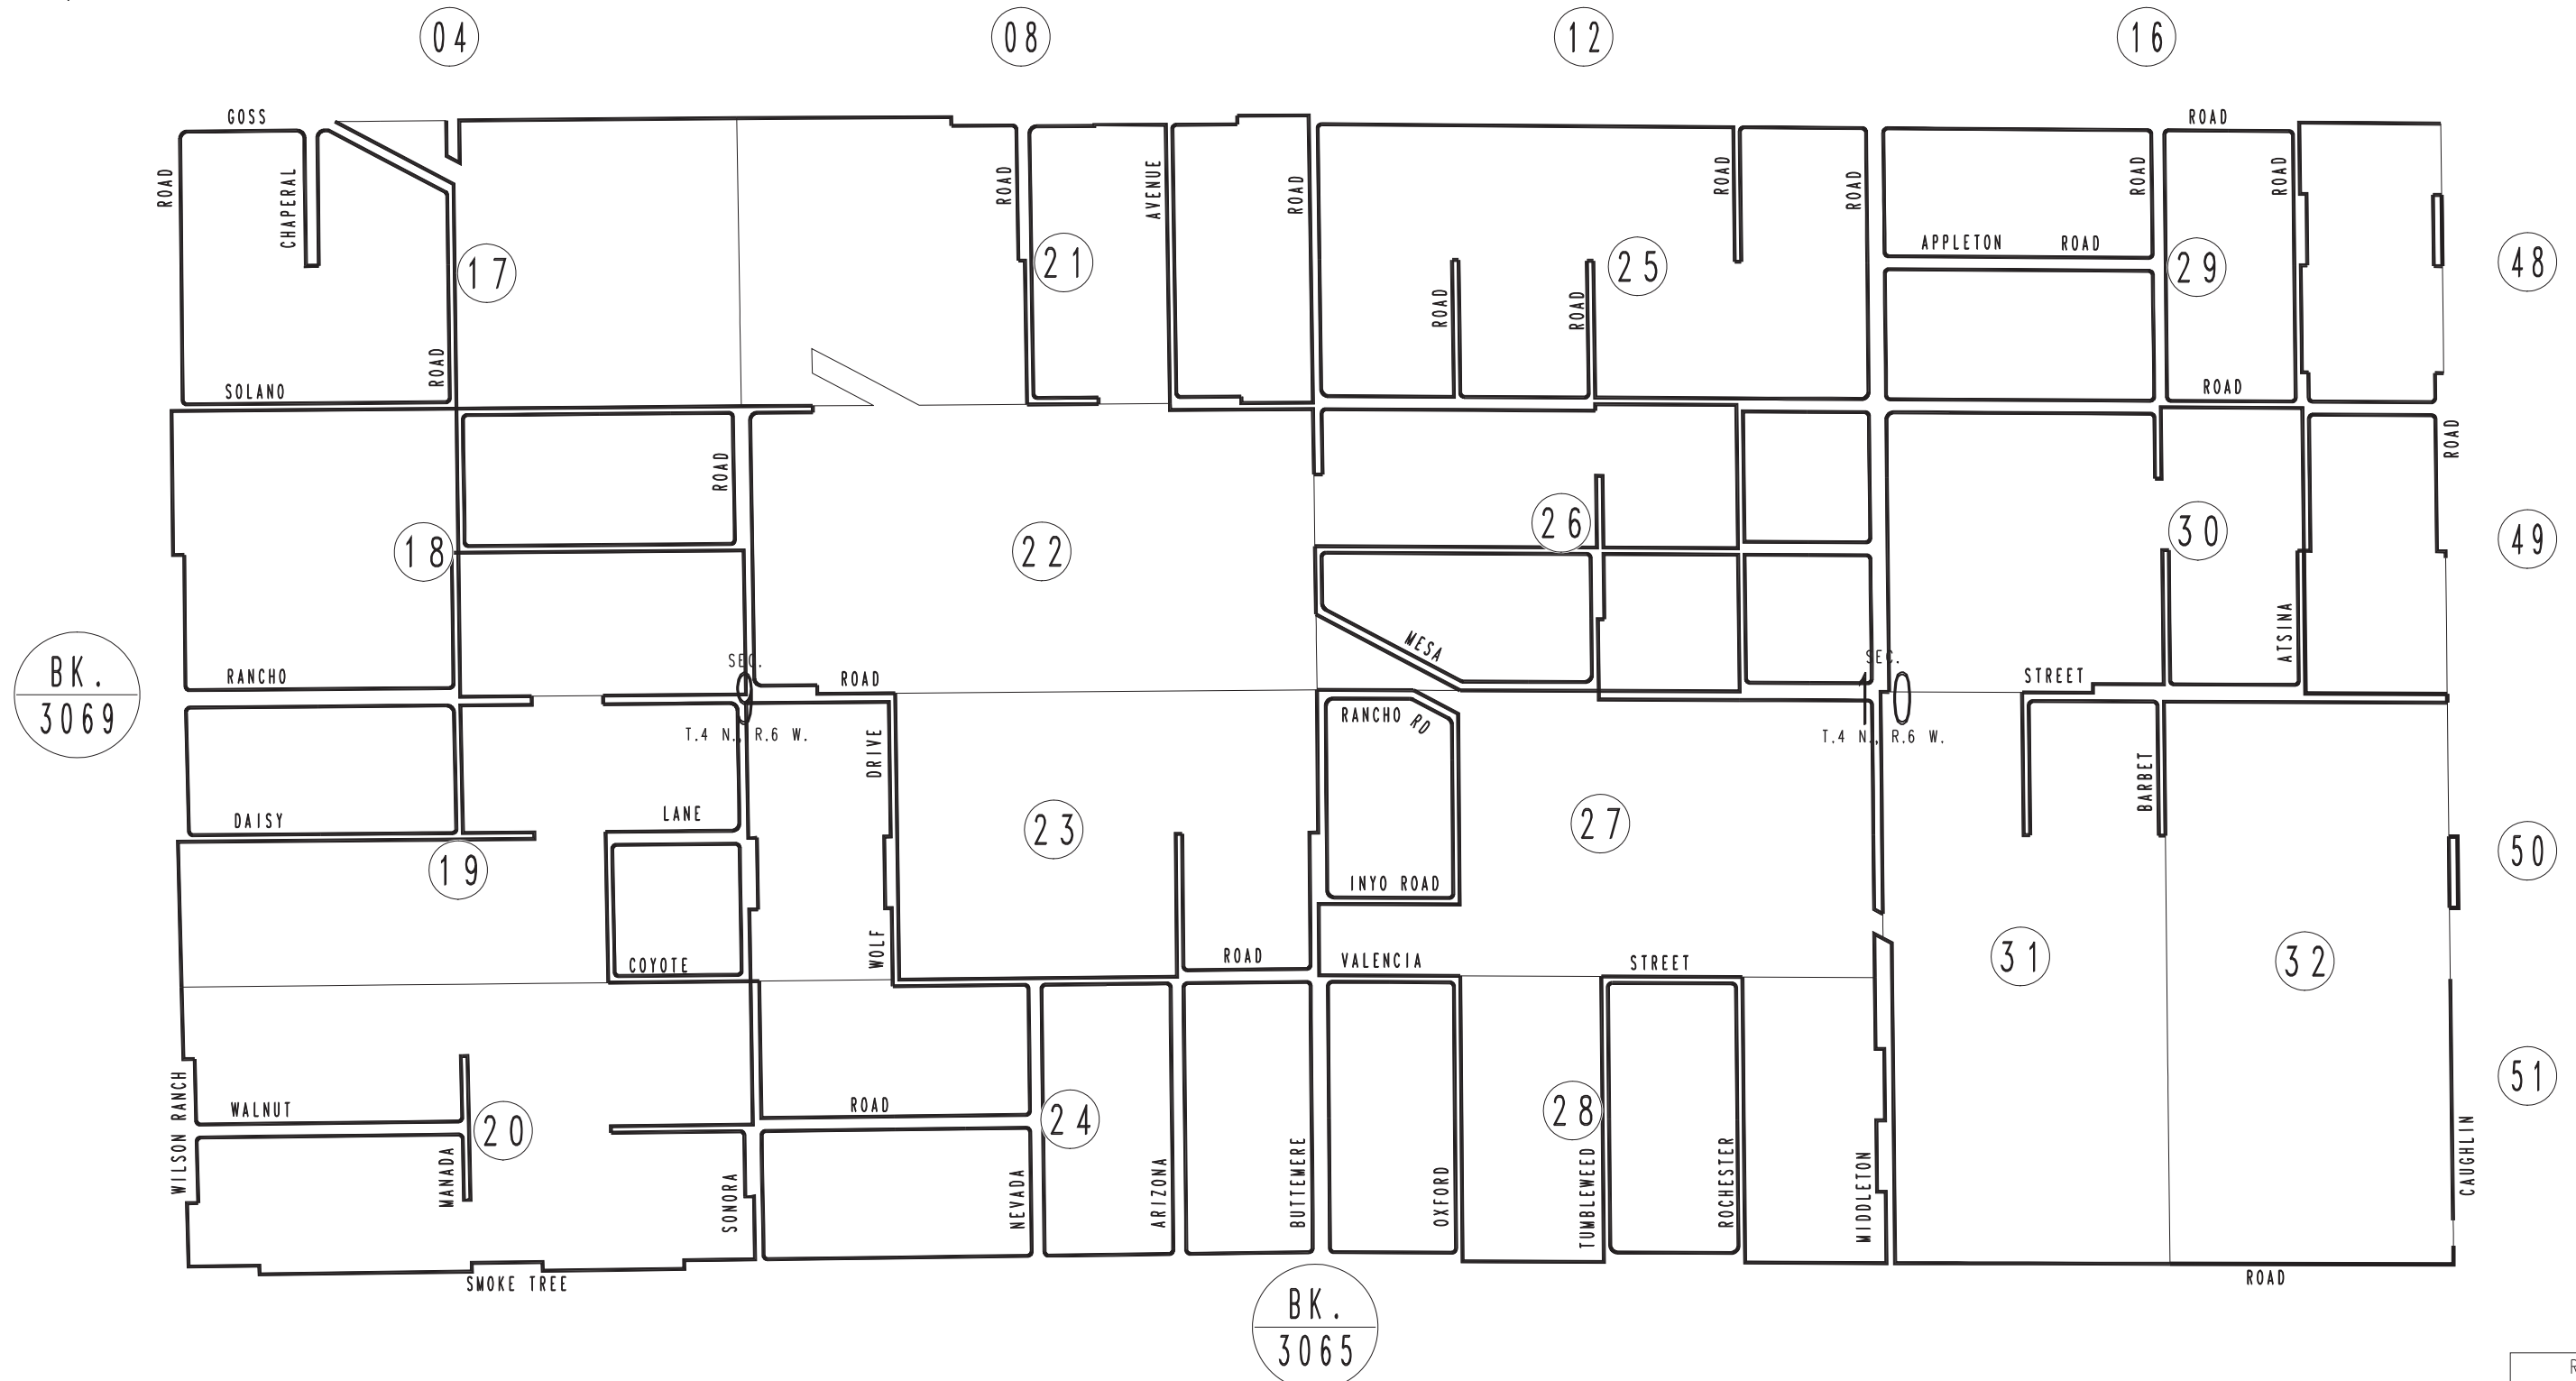 04
08
12
16
GOSS
ROAD
ROAD
CHAPERAL
ROAD
AVENUE
ROAD
ROAD
ROAD
ROAD
ROAD
APPLETON ROAD
17
21
25
29
48
ROAD
ROAD
ROAD
SOLANO
ROAD
ROAD
ROAD
ROAD
18
22
26
30
49
MESA
ATSINA
BK.
3069
RANCHO
SEC.
ROAD
SEC.
STREET
T.4 N., R.6 W.
DRIVE
RANCHO RD
T.4 N., R.6 W.
BARBET
DAISY
LANE
23
27
50
19
INYO ROAD
WOLF
COYOTE
ROAD
VALENCIA
STREET
31
32
WILSON RANCH
WALNUT
ROAD
20
24
28
51
MANADA
SONORA
NEVADA
ARIZONA
BUTTEMERE
OXFORD
TUMBLEWEED
ROCHESTER
MIDDLETON
CAUGHLIN
SMOKE TREE
ROAD
BK.
3065